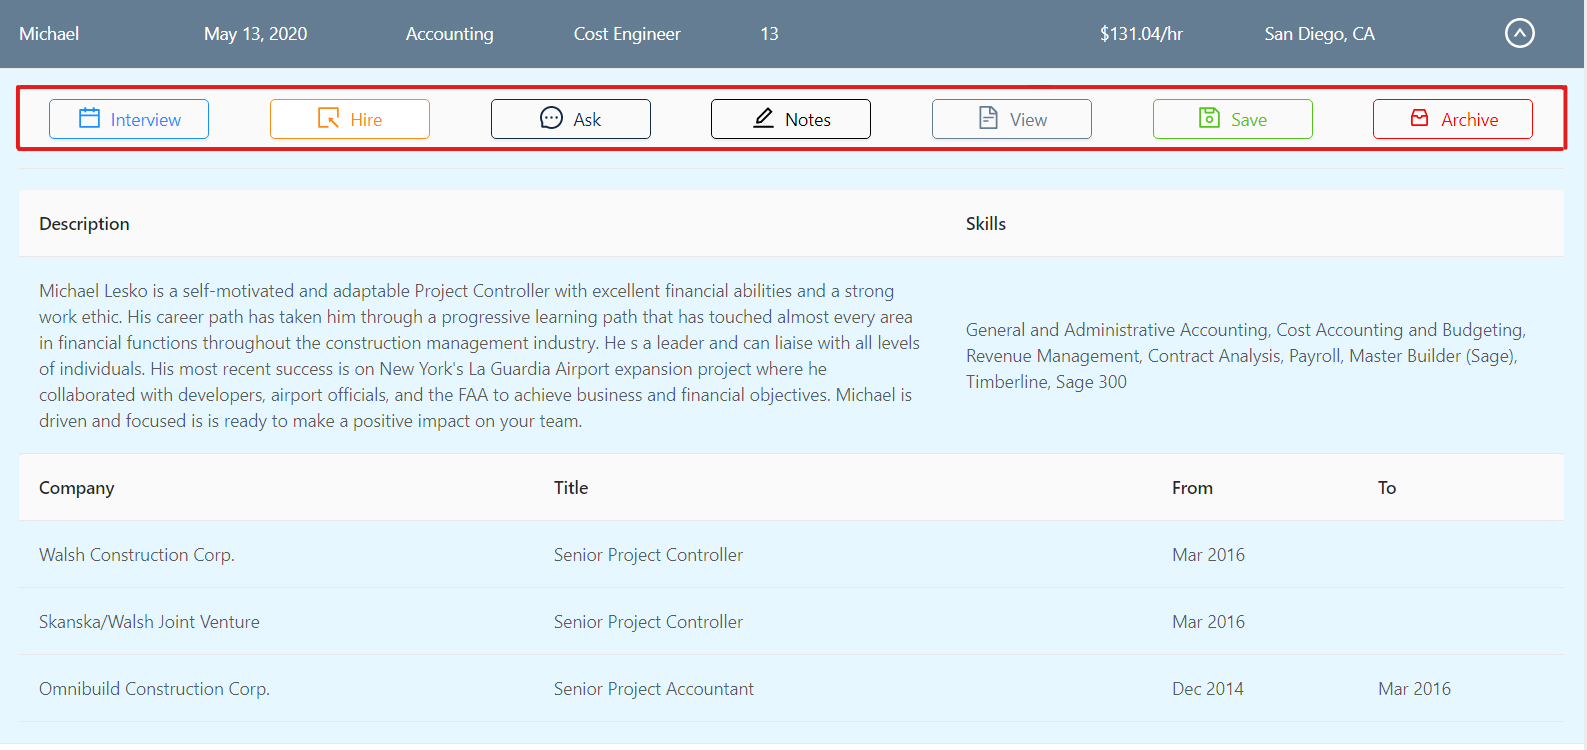 Michael May 13, 2020 Accounting Cost Engineer 13 $131.04/hr San Diego, CA
Interview Hire Ask Notes View Save Archive
Description Skills
Michael Lesko is a self-motivated and adaptable Project Controller with excellent financial abilities and a strong
work ethic. His career path has taken him through a progressive learning path that has touched almost every area
in financial functions throughout the construction management industry. He s a leader and can liaise with all levels
of individuals. His most recent success is on New York's La Guardia Airport expansion project where he
collaborated with developers, airport officials, and the FAA to achieve business and financial objectives. Michael is
driven and focused is is ready to make a positive impact on your team.
General and Administrative Accounting, Cost Accounting and Budgeting,
Revenue Management, Contract Analysis, Payroll, Master Builder (Sage),
Timberline, Sage 300
Company Title From To
Walsh Construction Corp. Senior Project Controller Mar 2016
Skanska/Walsh Joint Venture Senior Project Controller Mar 2016
Omnibuild Construction Corp. Senior Project Accountant Dec 2014 Mar 2016